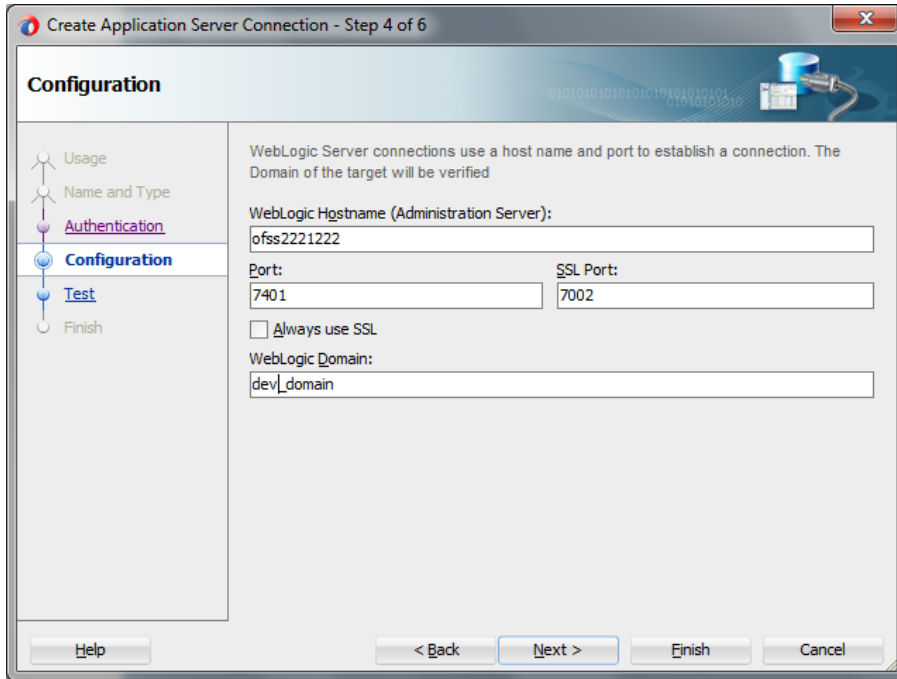 Create Application Server Connection - Step 4 of 6
Configuration
0101010101010101010101010101
01010101010
Usage
Name and Type
Authentication
Configuration
Test
Finish
WebLogic Server connections use a host name and port to establish a connection. The
Domain of the target will be verified
WebLogic Hostname (Administration Server):
ofss2221222
Port:
SSL Port:
7401
7002
Always use SSL
WebLogic Domain:
dev_domain
Help
< Back
Next >
Finish
Cancel